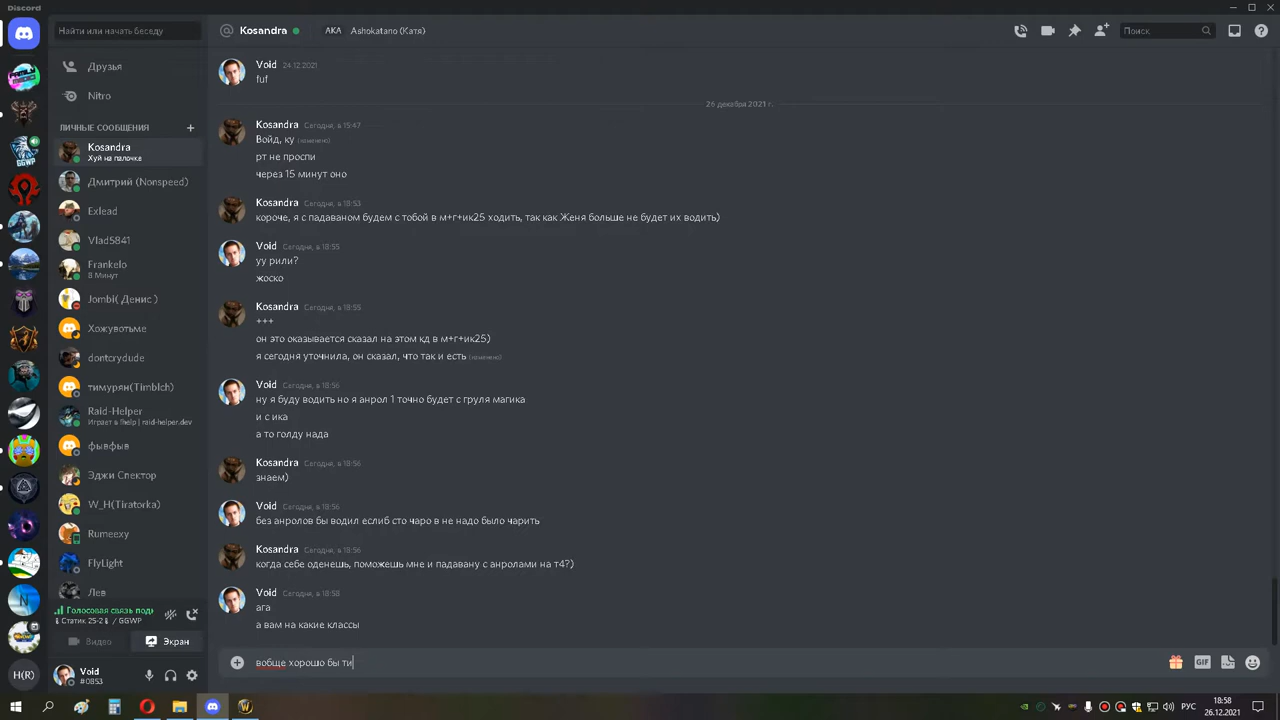 Discord
Найти или начать беседу
Kosandra
AKA
Ashokatano (Катя)
Поиск
Друзья
Nitro
ЛИЧНЫЕ СООБЩЕНИЯ
Kosandra
Хуй на палочке
Дмитрий (Nonspeed)
Exlead
Vlad5841
Frankelo
8 Минут
Jombi( Денис )
Хожувотьме
dontcrydude
тимурян(Timblch)
Raid-Helper
Играет в !help | raid-helper.dev
фывфыв
Эджи Спектор
W_H(Tiratorka)
Rumeexy
FlyLight
Лев
Голосовая связь подк
Статик 25-2 / GGWP
Видео
Экран
Void
#0853
GGWP
H(R)
Void 24.12.2021
fuf
26 декабря 2021 г.
Kosandra Сегодня, в 15:47
Войд, ку (изменено)
рт не проспи
через 15 минут оно
Kosandra Сегодня, в 18:53
короче, я с падаваном будем с тобой в м+г+ик25 ходить, так как Женя больше не будет их водить)
Void Сегодня, в 18:55
уу рили?
жоско
Kosandra Сегодня, в 18:55
+++
он это оказывается сказал на этом кд в м+г+ик25)
я сегодня уточнила, он сказал, что так и есть (изменено)
Void Сегодня, в 18:56
ну я буду водить но я анрол 1 точно будет с груля магика
и с ика
а то голду нада
Kosandra Сегодня, в 18:56
знаем)
Void Сегодня, в 18:56
без анролов бы водил еслиб сто чаро в не надо было чарить
Kosandra Сегодня, в 18:56
когда себе оденешь, поможешь мне и падавану с анролами на т4?)
Void Сегодня, в 18:58
ага
а вам на какие классы
вобще хорошо бы ти
GIF
РУС
18:58
26.12.2021